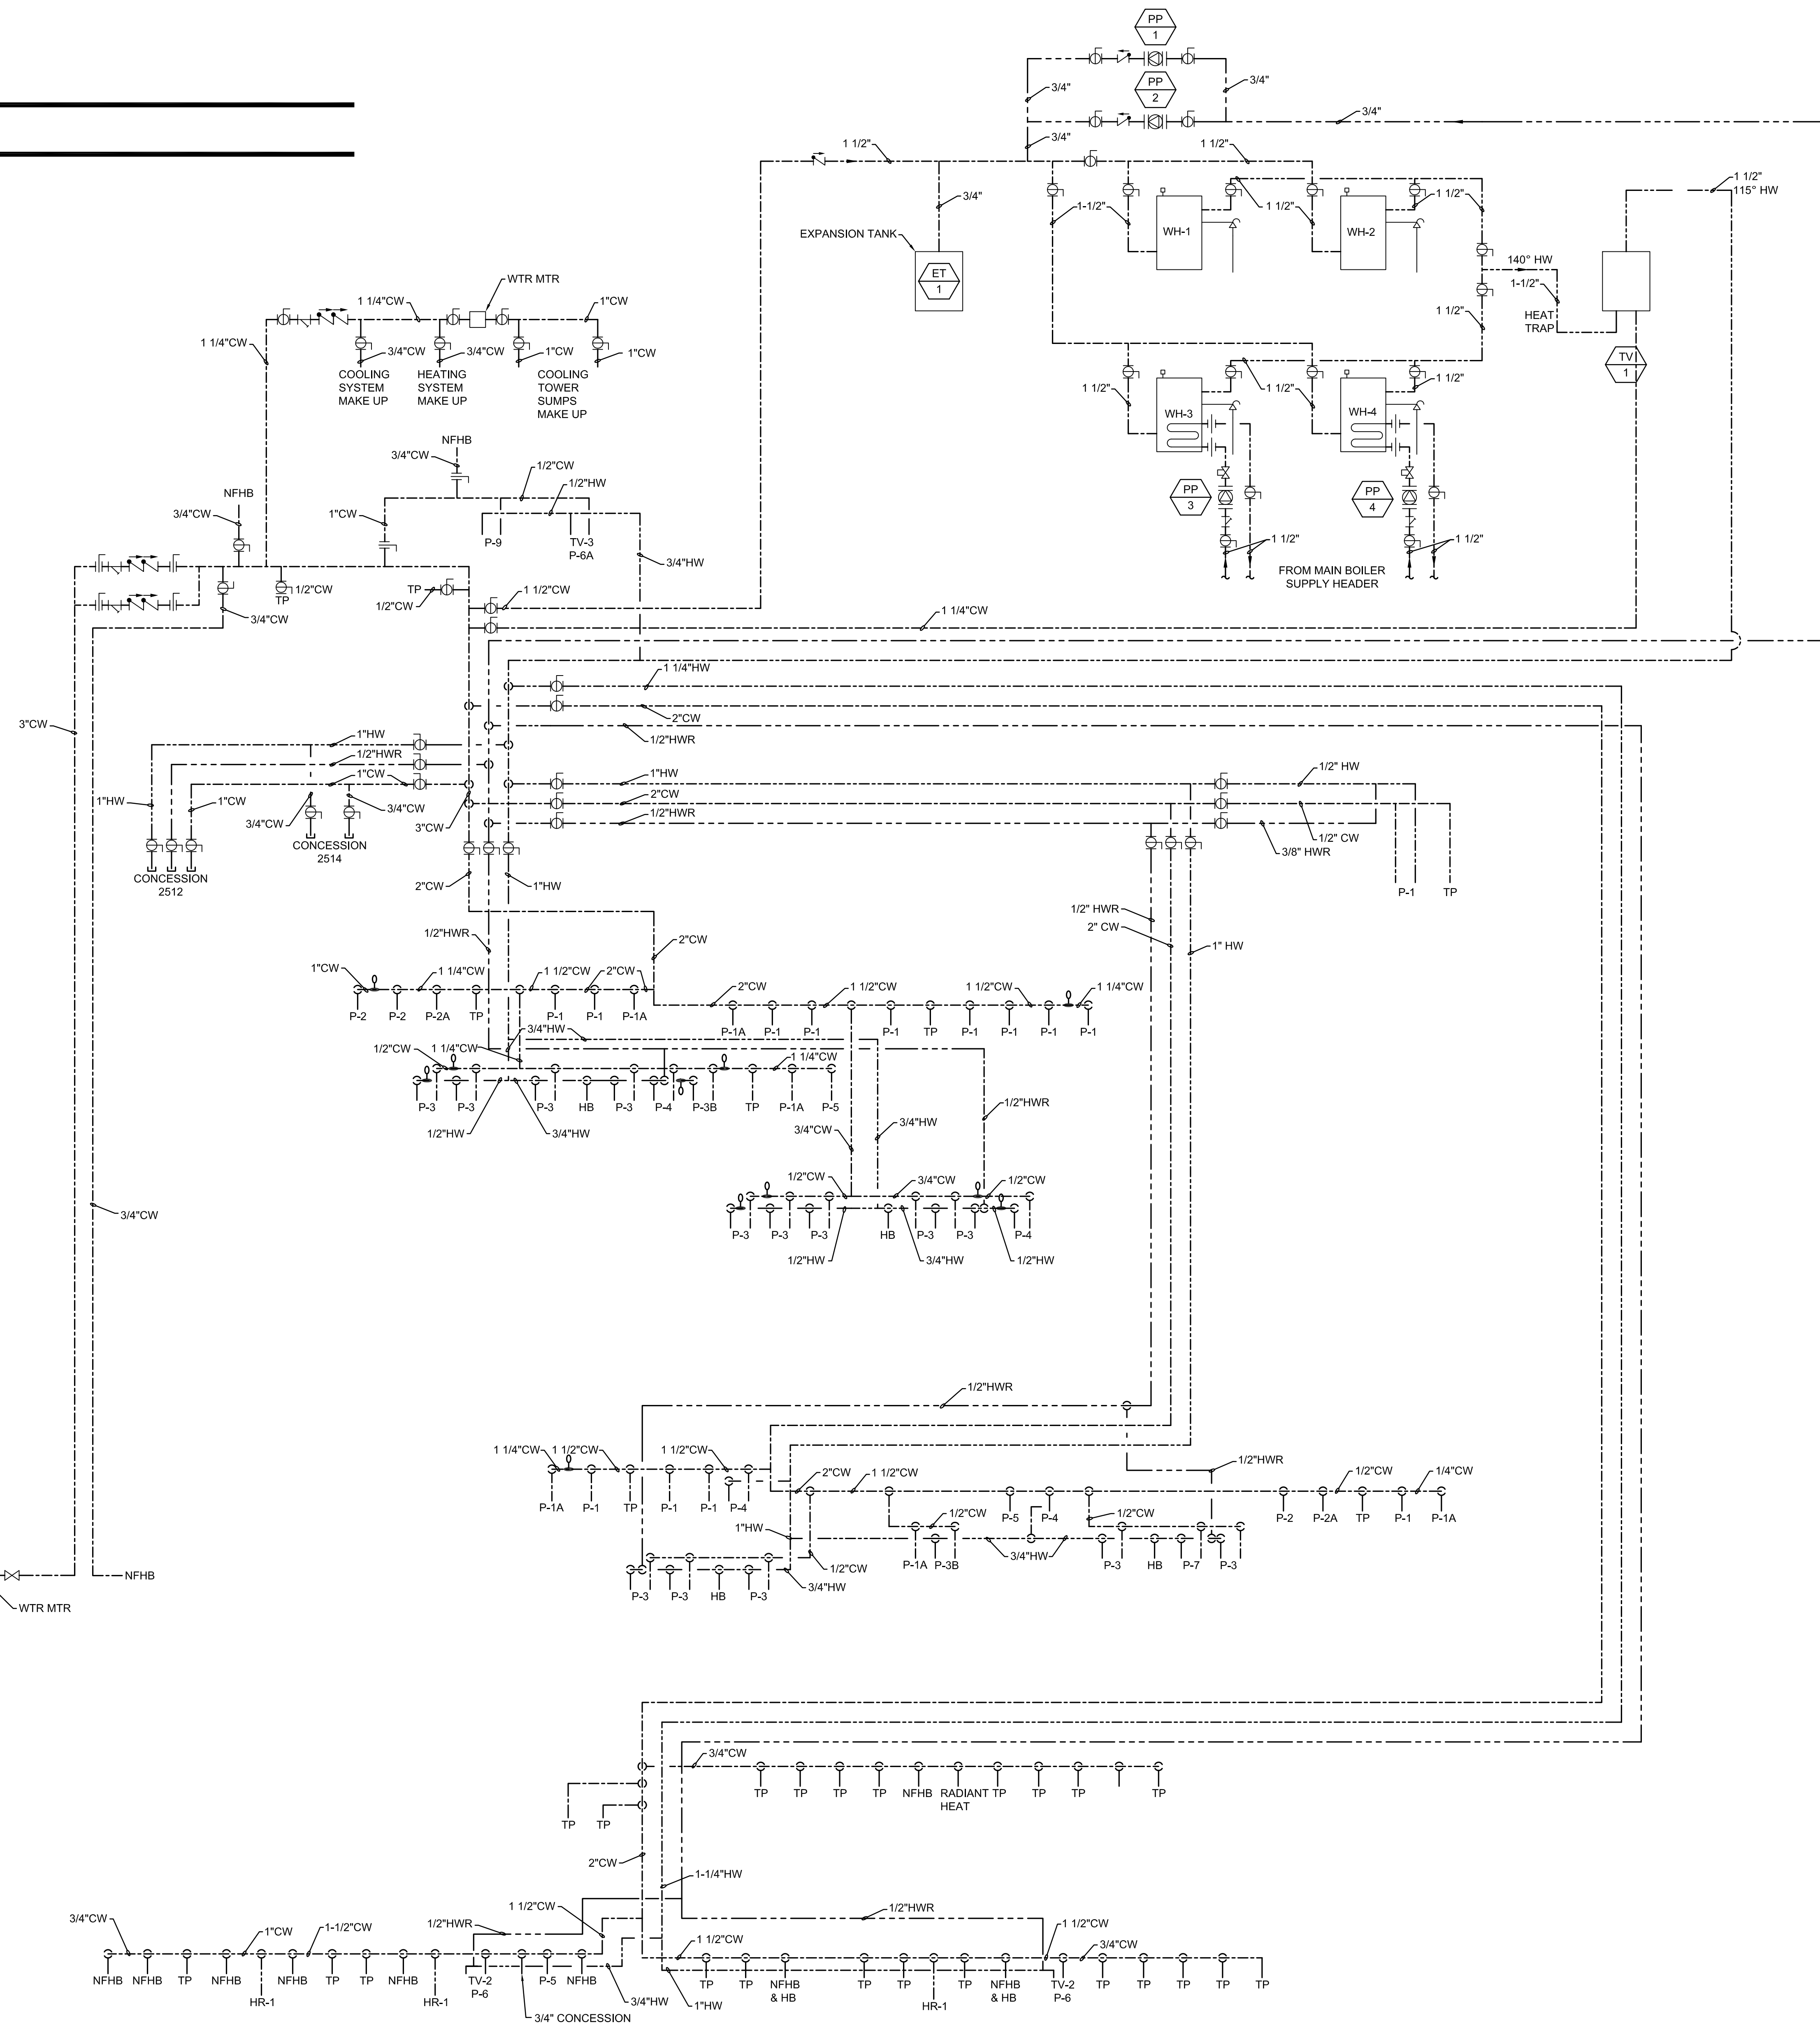 PP
1
PP
2
3/4"
3/4"
3/4"
3/4"
1 1/2"
1 1/2"
1 1/2"
115° HW
3/4"
1-1/2"
1 1/2"
1 1/2"
EXPANSION TANK
WH-1
WH-2
ET
1
140° HW
1-1/2"
HEAT
TRAP
WTR MTR
1 1/4"CW
1"CW
1 1/2"
1 1/4"CW
3/4"CW
3/4"CW
1"CW
1"CW
COOLING
SYSTEM
MAKE UP
HEATING
SYSTEM
MAKE UP
COOLING
TOWER
SUMPS
MAKE UP
TV
1
1 1/2"
1 1/2"
1 1/2"
WH-3
WH-4
NFHB
3/4"CW
1/2"CW
1/2"HW
PP
3
PP
4
NFHB
3/4"CW
1"CW
P-9
TV-3
P-6A
3/4"HW
1 1/2"
1 1/2"
FROM MAIN BOILER
SUPPLY HEADER
1/2"CW
TP
TP
1/2"CW
1 1/2"CW
3/4"CW
1 1/4"CW
1 1/4"HW
3"CW
2"CW
1"HW
1/2"HWR
1/2"HWR
1"CW
1"HW
1/2" HW
1"HW
1"CW
3/4"CW
3/4"CW
2"CW
3"CW
1/2"HWR
1/2" CW
3/8" HWR
CONCESSION
2514
CONCESSION
2512
2"CW
1"HW
P-1
TP
1/2" HWR
2" CW
1" HW
1/2"HWR
2"CW
1"CW
1 1/4"CW
1 1/2"CW
2"CW
2"CW
1 1/2"CW
1 1/2"CW
1 1/4"CW
P-2
P-2
P-2A
TP
P-1
P-1
P-1A
P-1A
P-1
P-1
P-1
TP
P-1
P-1
P-1
P-1
3/4"HW
1/2"CW
1 1/4"CW
1 1/4"CW
P-3
P-3
P-3
HB
P-3
P-4
P-3B
TP
P-1A
P-5
1/2"HWR
1/2"HW
3/4"HW
3/4"CW
3/4"HW
1/2"CW
3/4"CW
1/2"CW
P-3
P-3
P-3
HB
P-3
P-3
P-4
3/4"CW
1/2"HW
3/4"HW
1/2"HW
1/2"HWR
1 1/4"CW
1 1/2"CW
1 1/2"CW
1/2"HWR
2"CW
1 1/2"CW
1/2"CW
1/4"CW
P-1A
P-1
TP
P-1
P-1
P-4
1/2"CW
P-5
P-4
1/2"CW
P-2
P-2A
TP
P-1
P-1A
1"HW
3/4"HW
P-1A
P-3B
P-3
HB
P-7
P-3
1/2"CW
3/4"HW
P-3
P-3
HB
P-3
NFHB
WTR MTR
3/4"CW
TP
TP
TP
TP
NFHB
RADIANT
HEAT
TP
TP
TP
TP
TP
TP
2"CW
1-1/4"HW
3/4"CW
1"CW
1-1/2"CW
1/2"HWR
1 1/2"CW
1/2"HWR
1 1/2"CW
1 1/2"CW
3/4"CW
NFHB
NFHB
TP
NFHB
HR-1
NFHB
TP
TP
NFHB
HR-1
TV-2
P-6
P-5
NFHB
3/4"HW
3/4" CONCESSION
1"HW
TP
TP
NFHB
& HB
TP
TP
HR-1
TP
NFHB
& HB
TV-2
P-6
TP
TP
TP
TP
TP